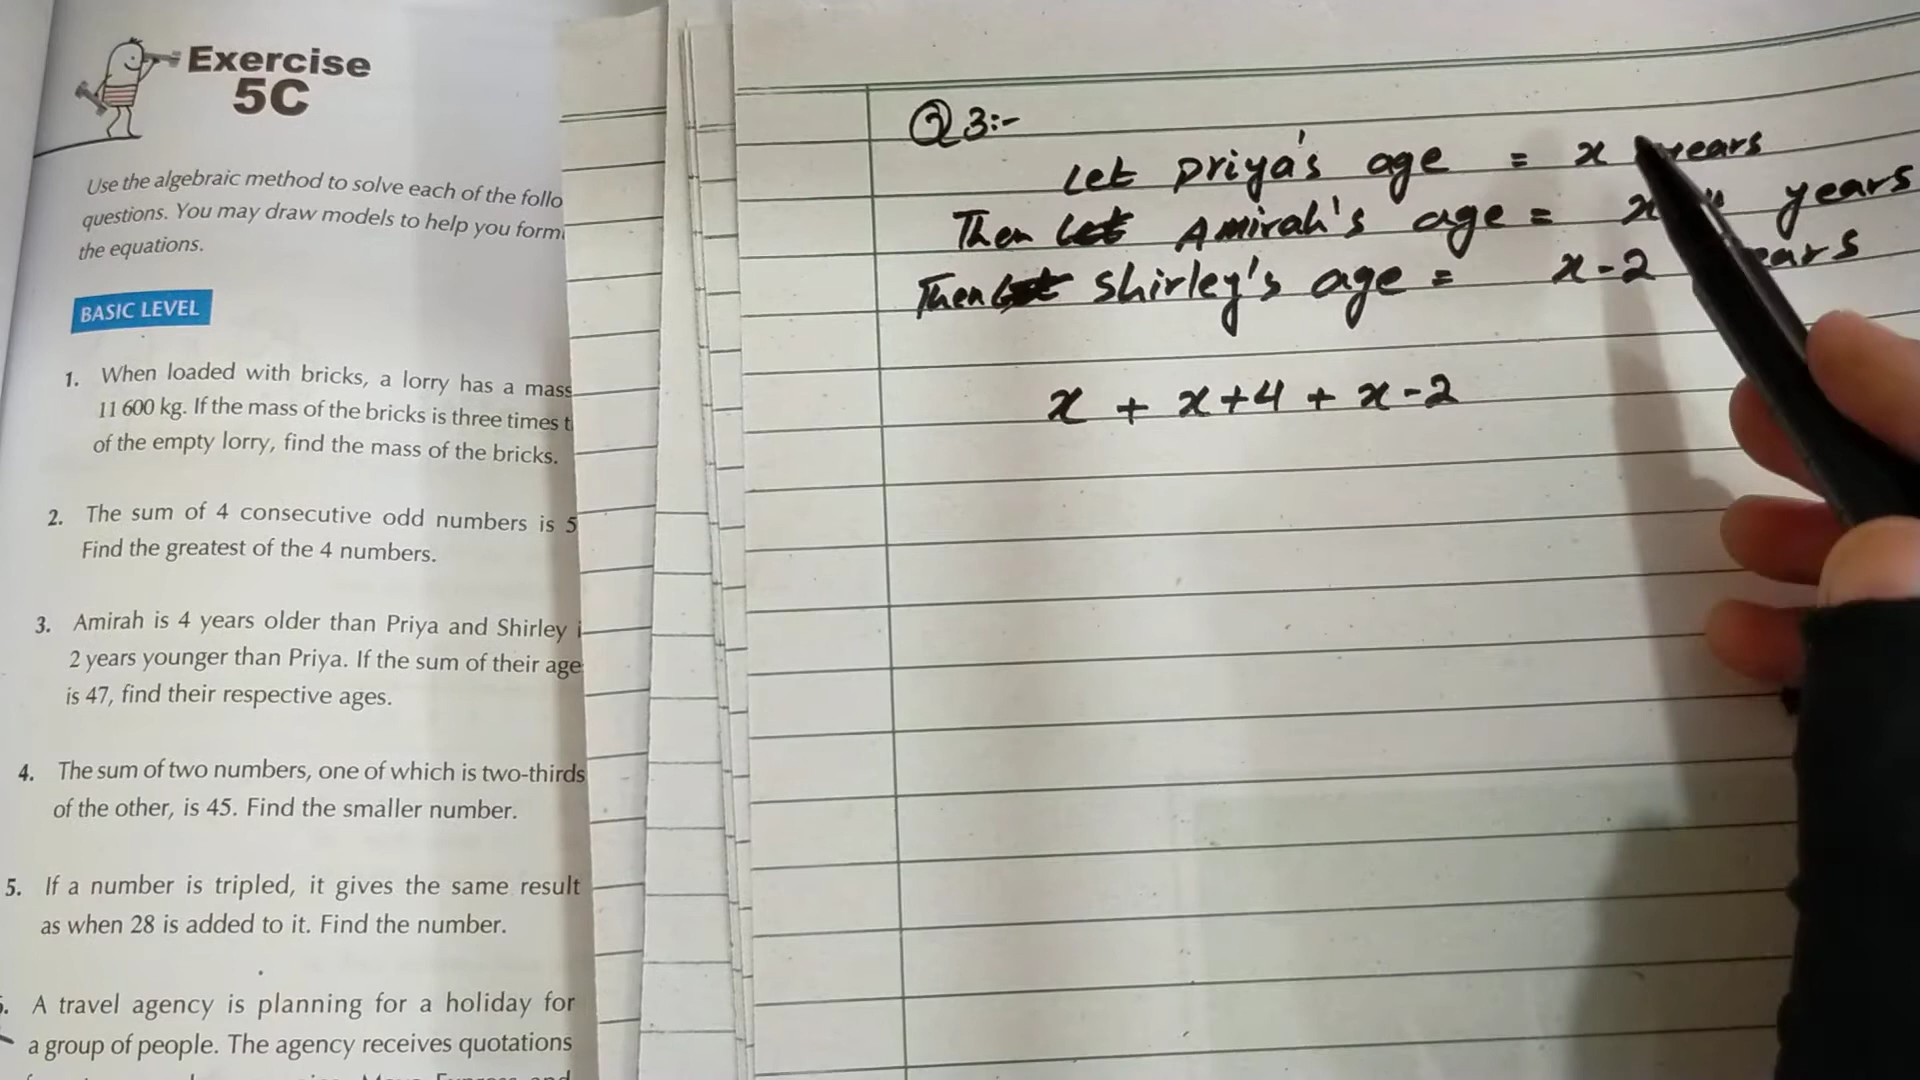 Exercise
5C
Use the algebraic method to solve each of the follo
questions. You may draw models to help you form
the equations.
BASIC LEVEL
1. When loaded with bricks, a lorry has a mass
11 600 kg. If the mass of the bricks is three times t
of the empty lorry, find the mass of the bricks.
2. The sum of 4 consecutive odd numbers is 5
Find the greatest of the 4 numbers.
3. Amirah is 4 years older than Priya and Shirley i
2 years younger than Priya. If the sum of their age
is 47, find their respective ages.
4. The sum of two numbers, one of which is two-thirds
of the other, is 45. Find the smaller number.
5. If a number is tripled, it gives the same result
as when 28 is added to it. Find the number.
A travel agency is planning for a holiday for
a group of people. The agency receives quotations
Q3:-
Let Priya's age = x years
Then Let Amirah's age = x years
Then Let Shirley's age = x-2 years
x + x+4 + x-2